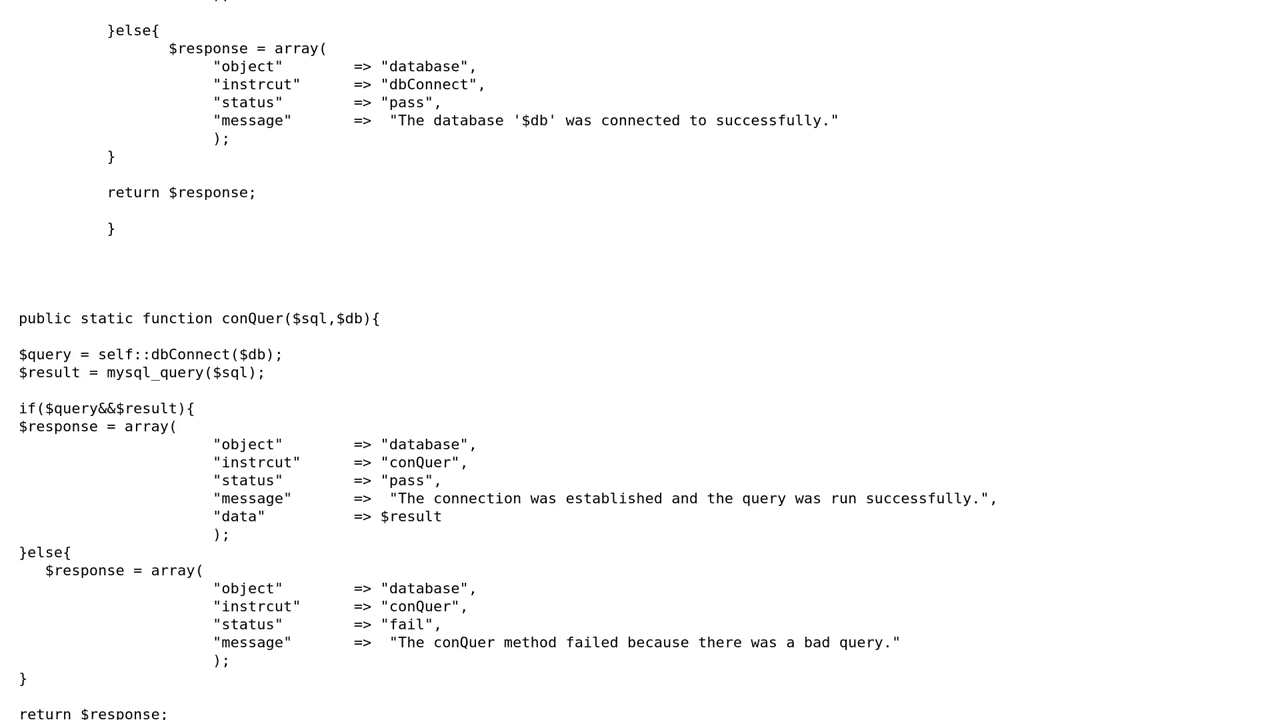 }else{
$response = array(
"object" => "database",
"instrcut" => "dbConnect",
"status" => "pass",
"message" => "The database '$db' was connected to successfully."
);
}
return $response;
}
public static function conQuer($sql,$db){
$query = self::dbConnect($db);
$result = mysql_query($sql);
if($query&&$result){
$response = array(
"object" => "database",
"instrcut" => "conQuer",
"status" => "pass",
"message" => "The connection was established and the query was run successfully.",
"data" => $result
);
}else{
$response = array(
"object" => "database",
"instrcut" => "conQuer",
"status" => "fail",
"message" => "The conQuer method failed because there was a bad query."
);
}
return $response;